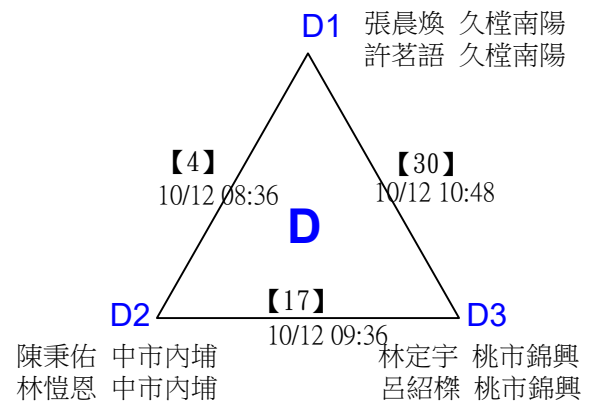 D1 張晨煥 久樘南陽
許茗語 久樘南陽
【4】
10/12 08:36
【30】
10/12 10:48
D
【17】
10/12 09:36
D2
D3
陳秉佑 中市內埔
林愷恩 中市內埔
林定宇 桃市錦興
呂紹榤 桃市錦興